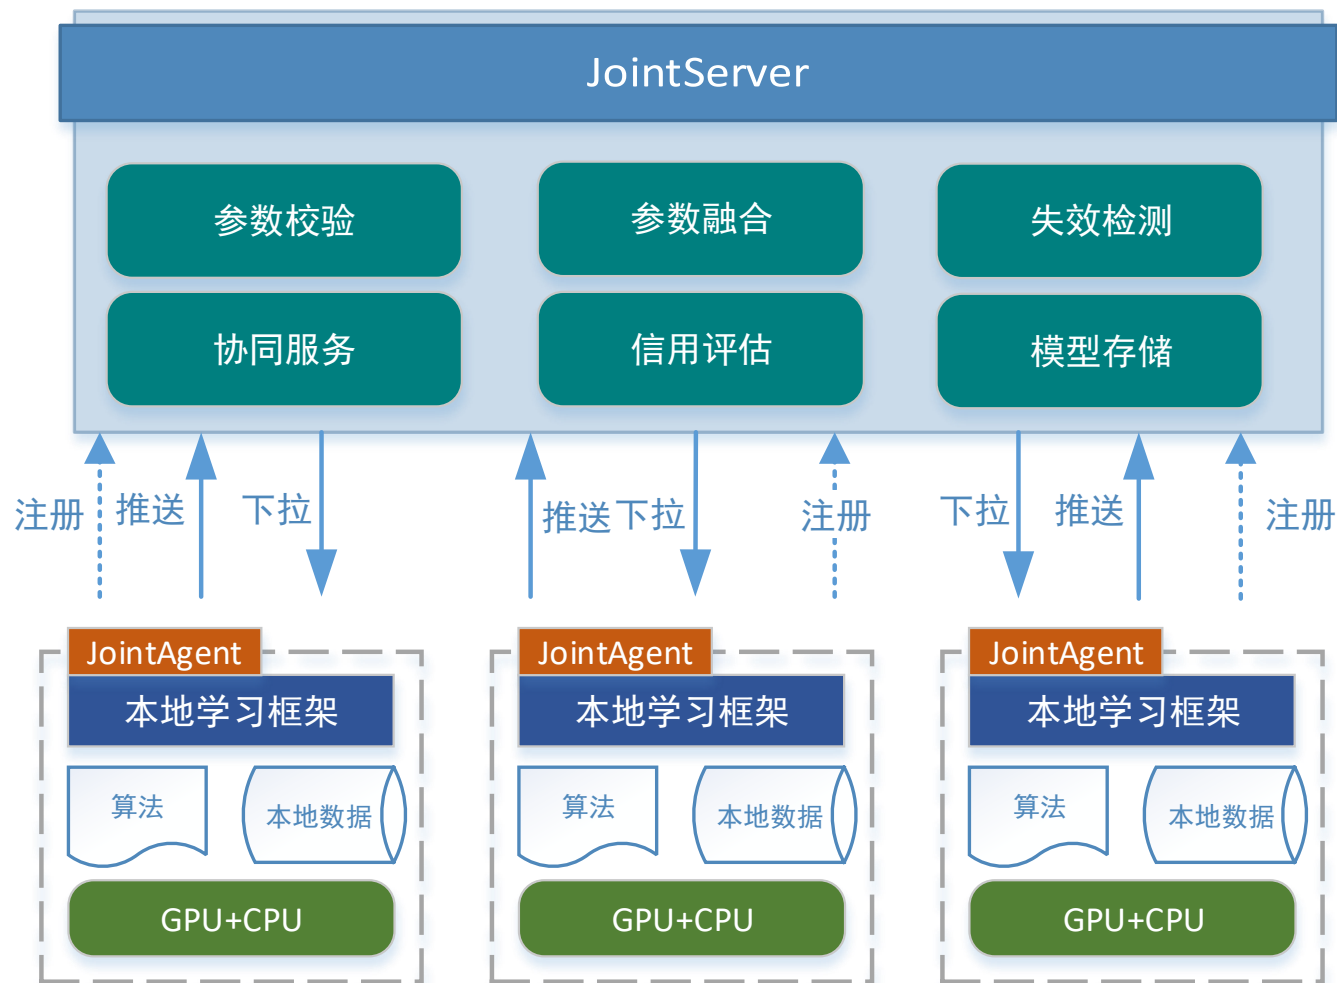 JointServer
参数校验
参数融合
失效检测
协同服务
信用评估
模型存储
注册
推送
下拉
推送
下拉
注册
下拉
推送
注册
JointAgent
JointAgent
JointAgent
本地学习框架
本地学习框架
本地学习框架
算法
本地数据
算法
本地数据
算法
本地数据
GPU+CPU
GPU+CPU
GPU+CPU